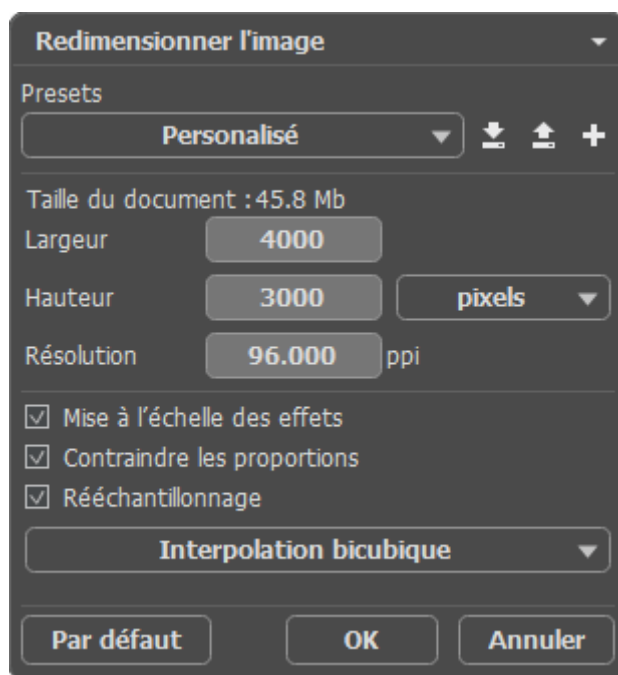 Redimensionner l'image
Presets
Personalisé
Taille du document : 45.8 Mb
Largeur 4000
Hauteur 3000 pixels
Résolution 96.000 ppi
Mise à l’échelle des effets
Contraindre les proportions
Rééchantillonnage
Interpolation bicubique
Par défaut OK Annuler